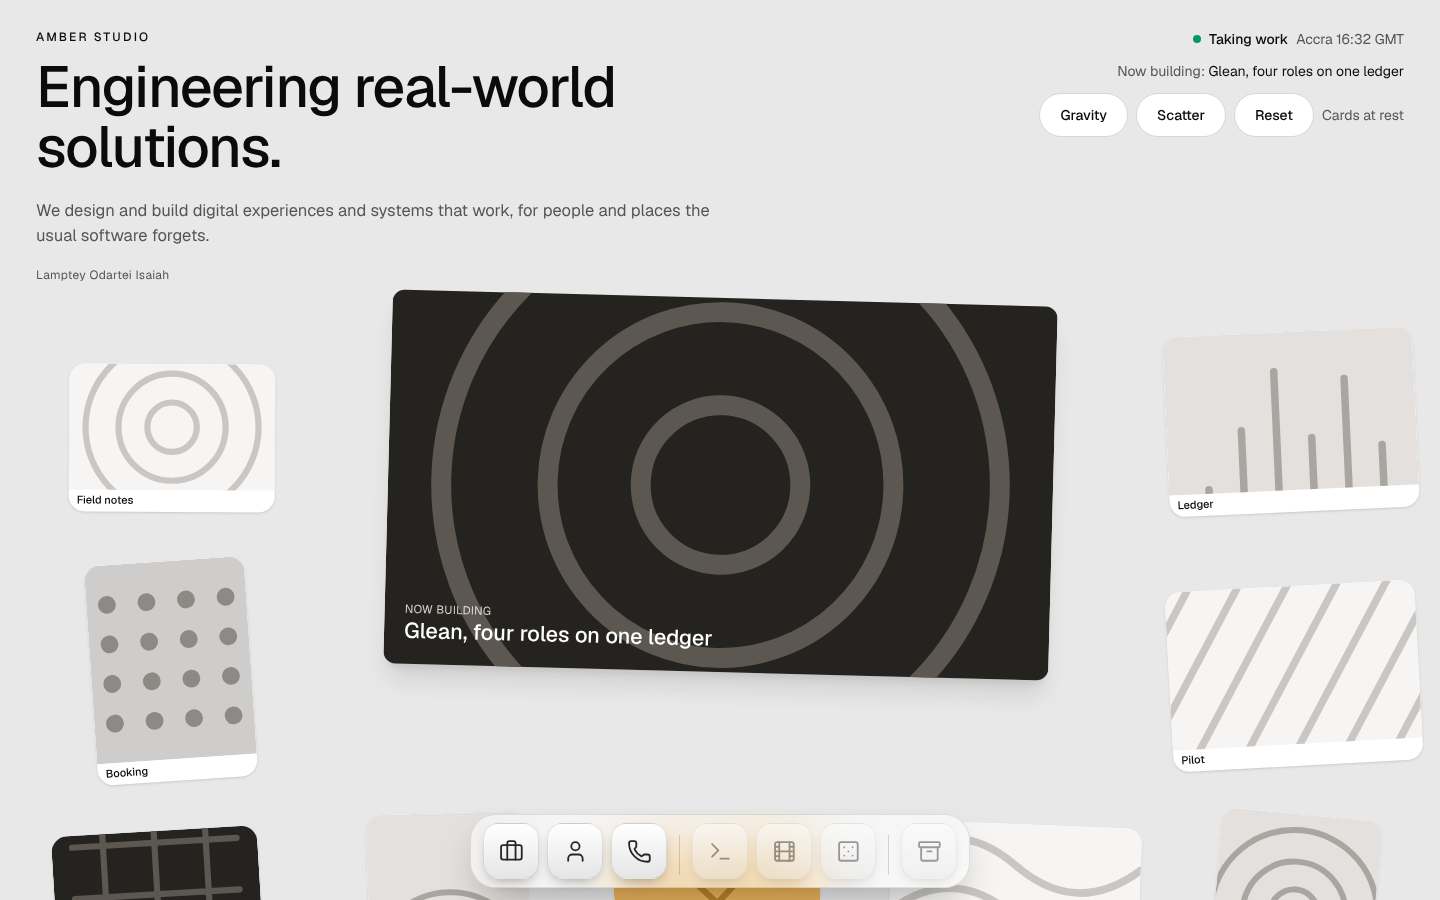 AMBER STUDIO
Engineering real-world
solutions.
We design and build digital experiences and systems that work, for people and places the
usual software forgets.
Lamptey Odartei Isaiah
Taking work Accra 16:32 GMT
Now building: Glean, four roles on one ledger
Gravity Scatter Reset Cards at rest
Field notes
NOW BUILDING
Glean, four roles on one ledger
Ledger
Booking
Pilot